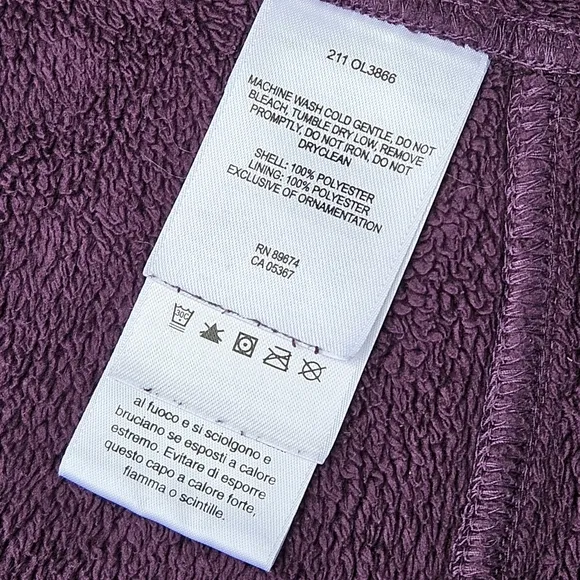 211 OL3866
MACHINE WASH COLD GENTLE, DO NOT
BLEACH, TUMBLE DRY LOW, REMOVE
PROMPTLY, DO NOT IRON, DO NOT
DRYCLEAN
SHELL: 100% POLYESTER
LINING: 100% POLYESTER
EXCLUSIVE OF ORNAMENTATION
RN 89674
CA 05367
30C
al fuoco e si sciolgono e
bruciano se esposti a calore
estremo. Evitare di esporre
questo capo a calore forte,
fiamma o scintille.